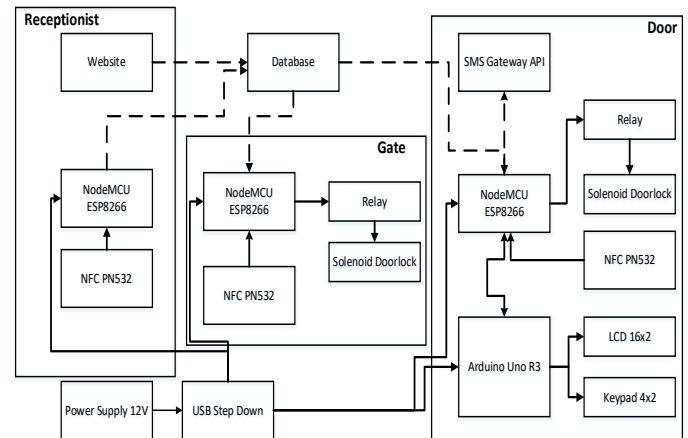 Receptionist
Door
Website
Database
SMS Gateway API
Relay
Gate
NodeMCU
ESP8266
NodeMCU
ESP8266
Relay
NodeMCU
ESP8266
Solenoid Doorlock
Solenoid Doorlock
NFC PN532
NFC PN532
NFC PN532
LCD 16x2
Arduino Uno R3
Keypad 4x2
Power Supply 12V
USB Step Down